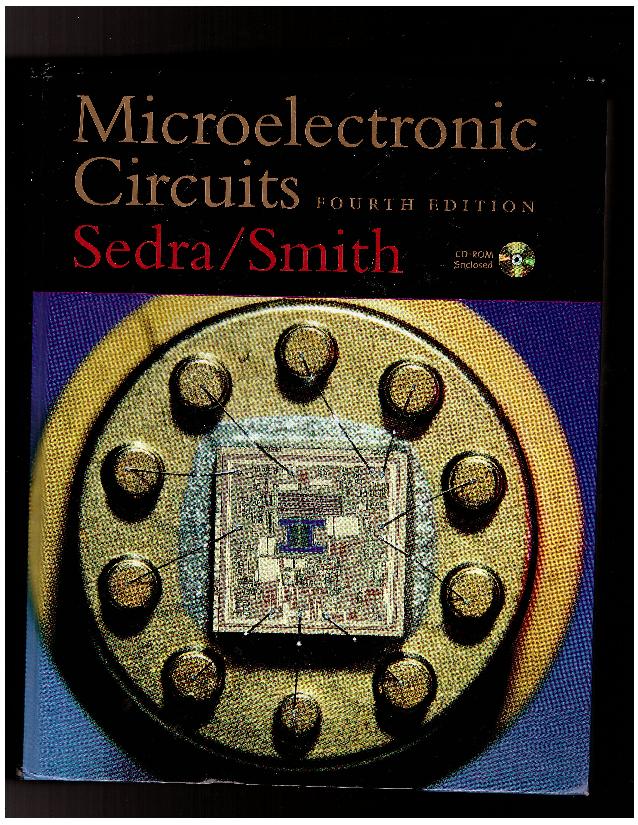 Microelectronic
Circuits FOURTH EDITION
Sedra/Smith
CD-ROM
Enclosed